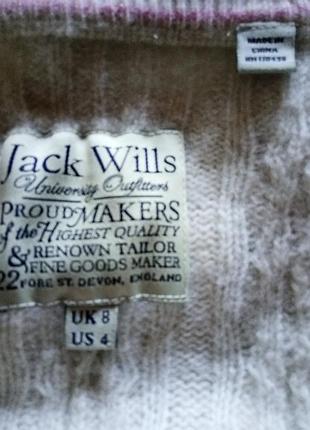 MADE IN
CHINA
Jack Wills
University Outfitters
PROUD MAKERS
of the HIGHEST QUALITY
& RENOWN TAILOR
FINE GOODS MAKER
22 FORE ST. DEVON, ENGLAND
UK 8
US 4